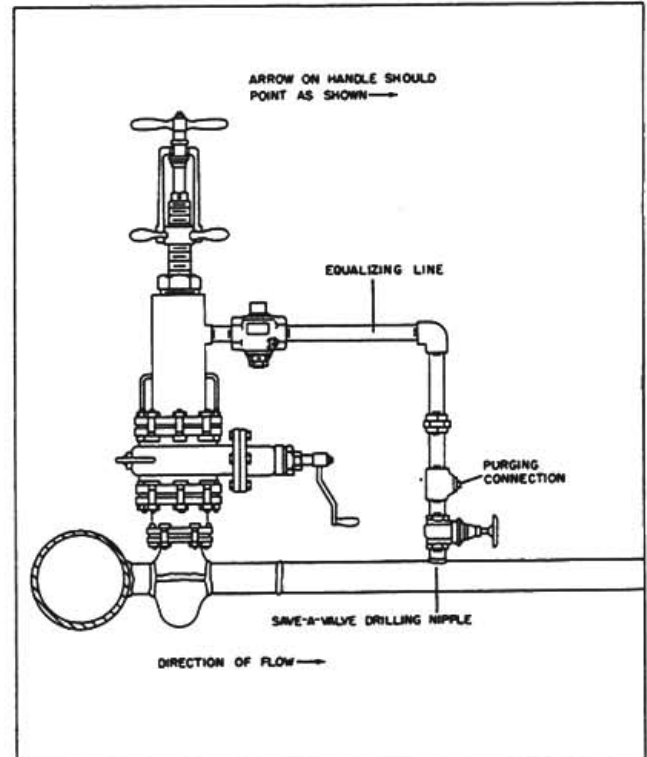 ARROW ON HANDLE SHOULD
POINT AS SHOWN
EQUALIZING LINE
PURGING
CONNECTION
SAVE-A-VALVE DRILLING NIPPLE
DIRECTION OF FLOW